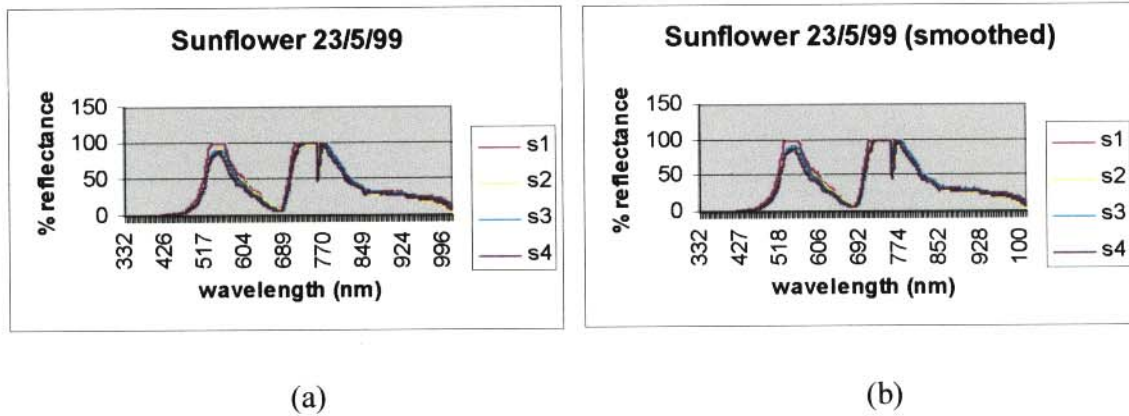 Sunflower 23/5/99
% reflectance
150
100
50
0
332
426
517
604
689
770
849
924
996
wavelength (nm)
s1
s2
s3
s4
(a)
Sunflower 23/5/99 (smoothed)
% reflectance
150
100
50
0
332
427
518
606
692
774
852
928
100
wavelength (nm)
s1
s2
s3
s4
(b)